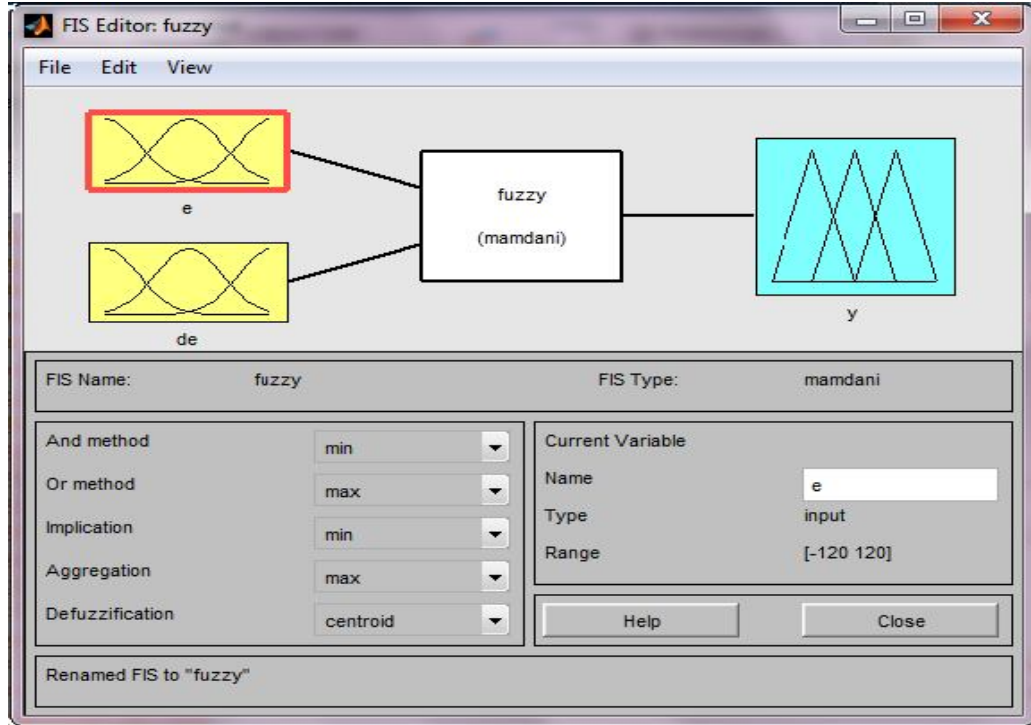 FIS Editor: fuzzy
File Edit View
e
de
fuzzy
(mamdani)
y
FIS Name: fuzzy FIS Type: mamdani
And method min
Or method max
Implication min
Aggregation max
Defuzzification centroid
Current Variable
Name e
Type input
Range [-120 120]
Help Close
Renamed FIS to "fuzzy"